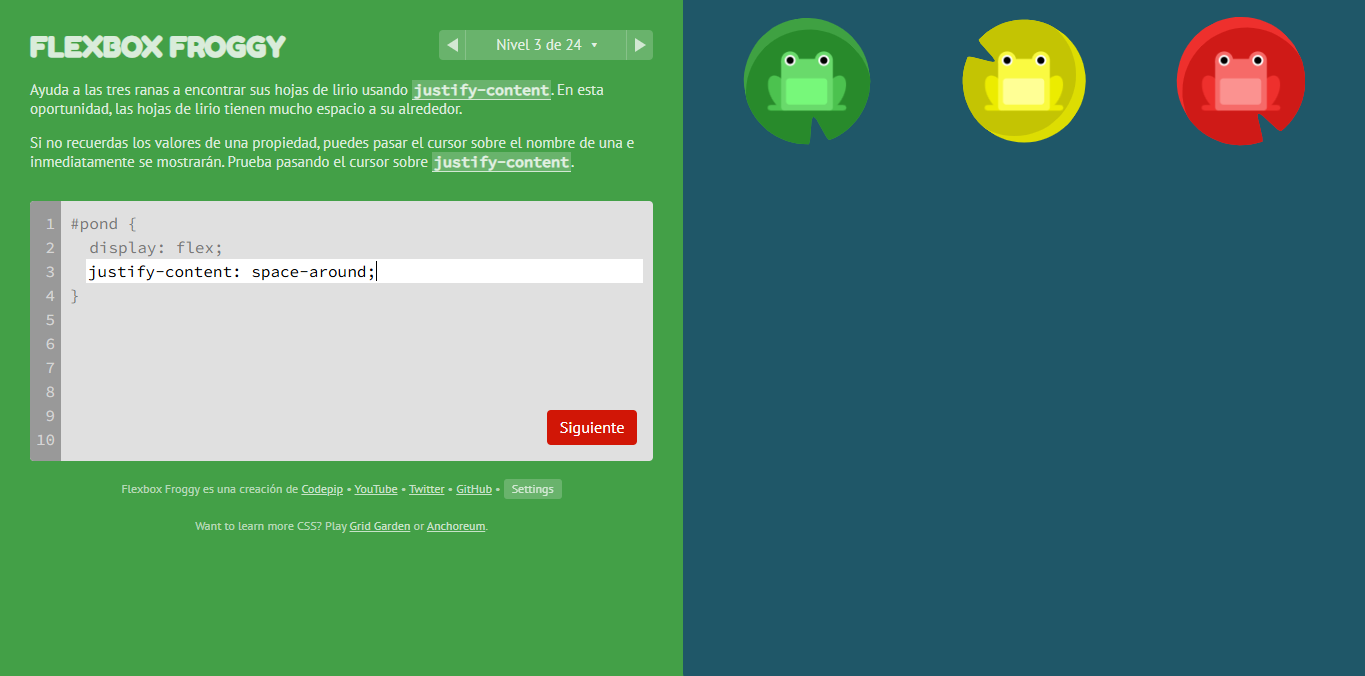 FLEXBOX FROGGY
Nivel 3 de 24 ▾
Ayuda a las tres ranas a encontrar sus hojas de lirio usando justify-content. En esta
oportunidad, las hojas de lirio tienen mucho espacio a su alrededor.
Si no recuerdas los valores de una propiedad, puedes pasar el cursor sobre el nombre de una e
inmediatamente se mostrarán. Prueba pasando el cursor sobre justify-content.
1 #pond {
2 display: flex;
3 justify-content: space-around;
4 }
5
6
7
8
9
10
Siguiente
Flexbox Froggy es una creación de Codepip • YouTube • Twitter • GitHub • Settings
Want to learn more CSS? Play Grid Garden or Anchoreum.